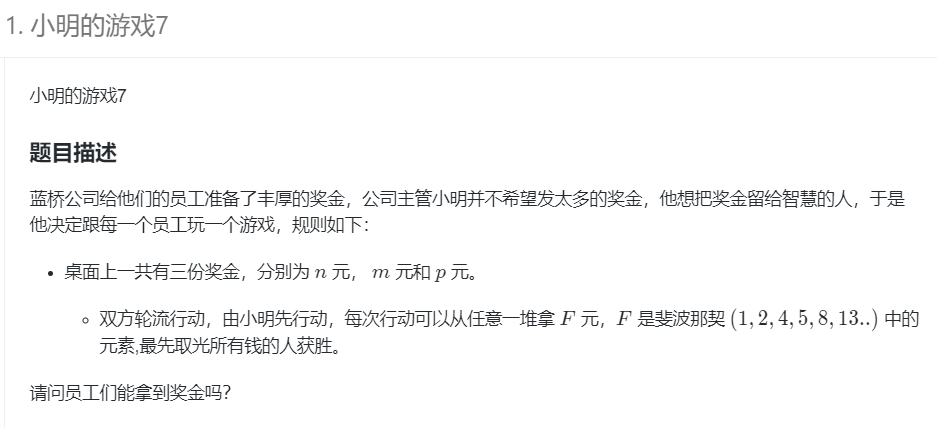 1. 小明的游戏7
小明的游戏7
题目描述
蓝桥公司给他们的员工准备了丰厚的奖金，公司主管小明并不希望发太多的奖金，他想把奖金留给智慧的人，于是
他决定跟每一个员工玩一个游戏，规则如下：
• 桌面上一共有三份奖金，分别为 n 元， m 元和 p 元。
◦ 双方轮流行动，由小明先行动，每次行动可以从任意一堆拿 F 元，F 是斐波那契 (1, 2, 4, 5, 8, 13..) 中的
元素,最先取光所有钱的人获胜。
请问员工们能拿到奖金吗？